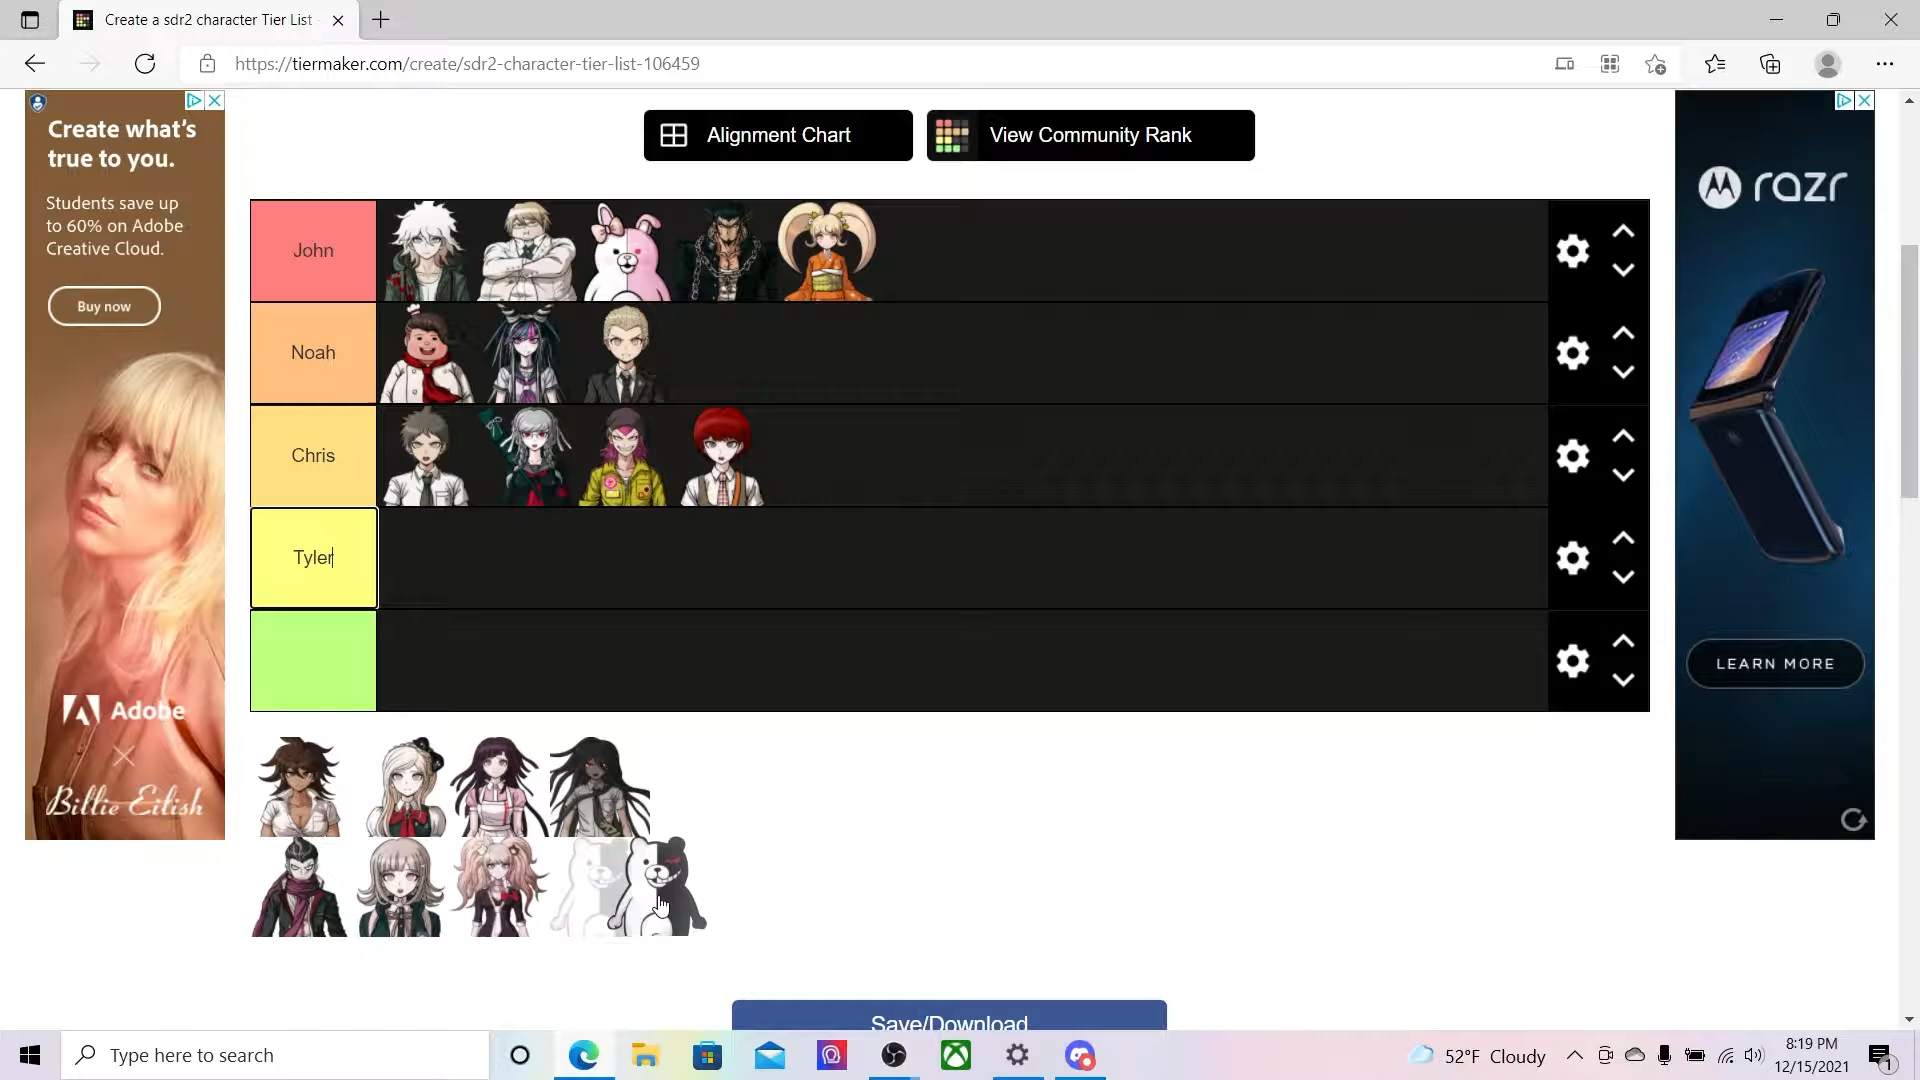 Create a sdr2 character Tier List
https://tiermaker.com/create/sdr2-character-tier-list-106459
Create what's
true to you.
Students save up
to 60% on Adobe
Creative Cloud.
Buy now
Adobe
Billie Eilish
Alignment Chart
View Community Rank
John
Noah
Chris
Tyler
Save/Download
razr
LEARN MORE
Type here to search
52°F Cloudy
8:19 PM
12/15/2021
1